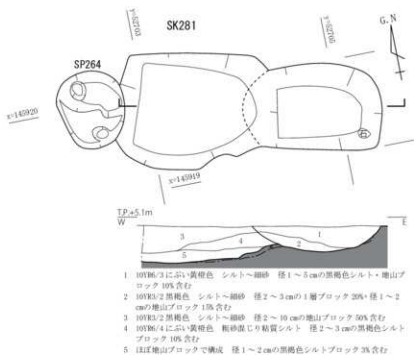 SK281
y=52703
y=52705
G.N
SP264
x=145920
x=145919
T.P.+5.1m
W
E
3
1
4
2
5
1 10YR6/3 にぶい黄橙色 シルト〜細砂 径1〜5㎝の黒褐色シルト・地山ブ
ロック10%含む
2 10YR3/2 黒褐色 シルト〜細砂 径2〜3㎝の1層ブロック20%・径1〜2
㎝の地山ブロック15%含む
3 10YR3/2 黒褐色 シルト〜細砂 径2〜10㎝の地山ブロック50%含む
4 10YR6/4 にぶい黄橙色 粗砂混じり粘質シルト 径2〜3㎝の黒褐色シルト
ブロック10%含む
5 ほぼ地山ブロックで構成 径1〜2㎝の黒褐色シルトブロック3%含む